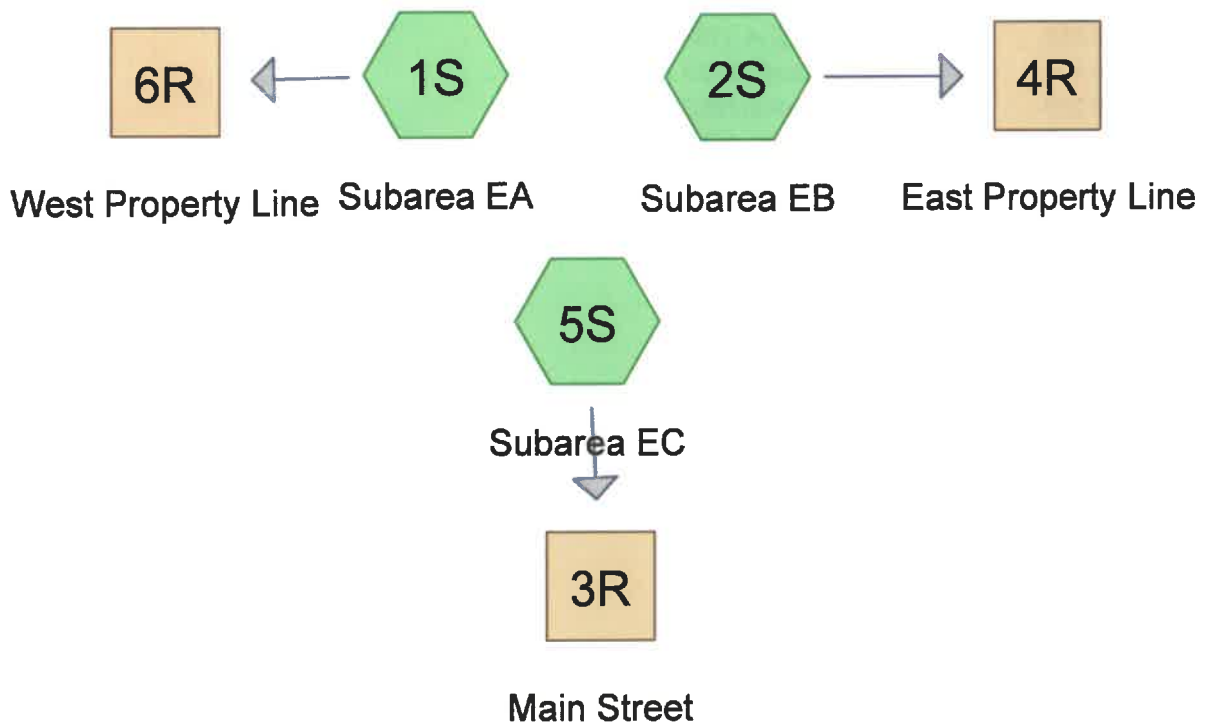 6R
1S
2S
4R
West Property Line
Subarea EA
Subarea EB
East Property Line
5S
Subarea EC
3R
Main Street